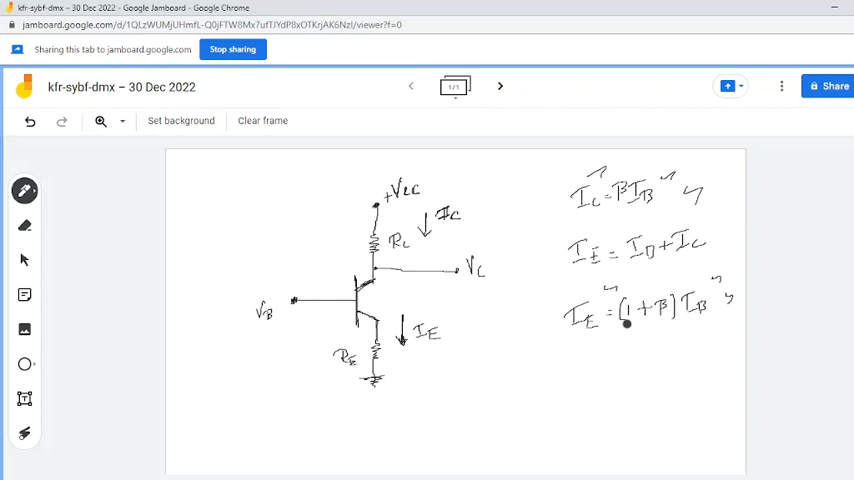 kfr-sybf-dmx – 30 Dec 2022 - Google Jamboard - Google Chrome
jamboard.google.com/d/1QLzWUMjUHmfL-Q0jFTW8Mx7ufTJYdP8xOTKrjAK6NzI/viewer?f=0
Sharing this tab to jamboard.google.com Stop sharing
kfr-sybf-dmx – 30 Dec 2022 1/1 Share
Set background Clear frame
+VCC
IC
RC
VC
VB
IE
RE
IC = βIB
IE = IB + IC
IE = (1 + β) IB